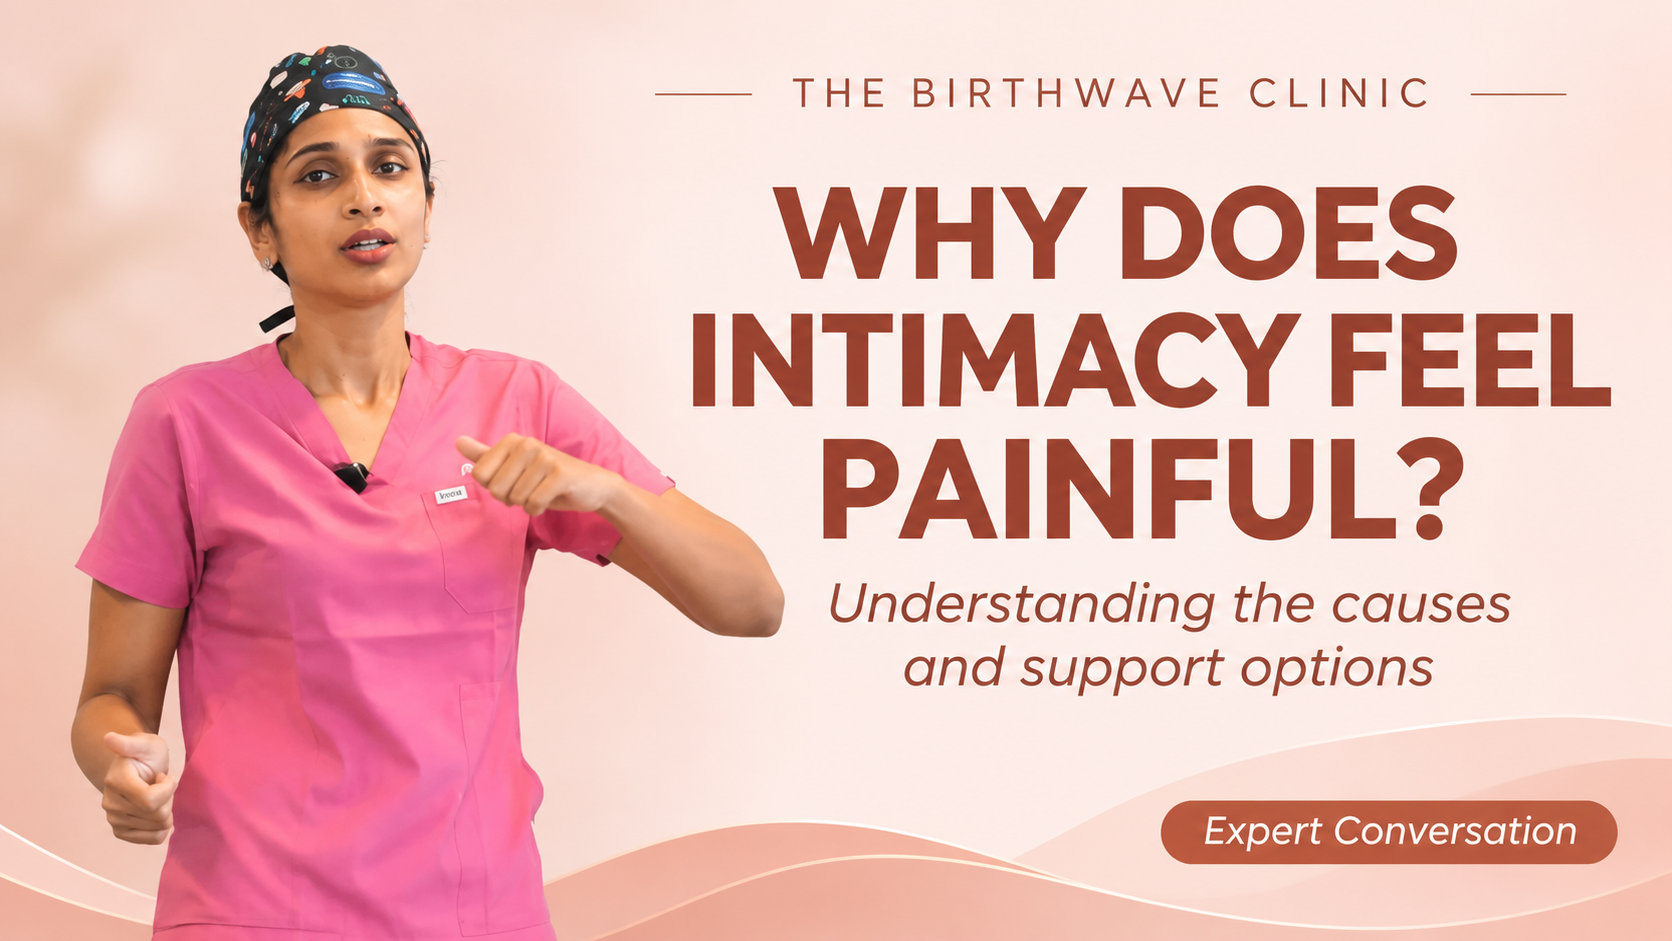 THE BIRTHWAVE CLINIC
WHY DOES
INTIMACY FEEL
PAINFUL?
Understanding the causes
and support options
Expert Conversation